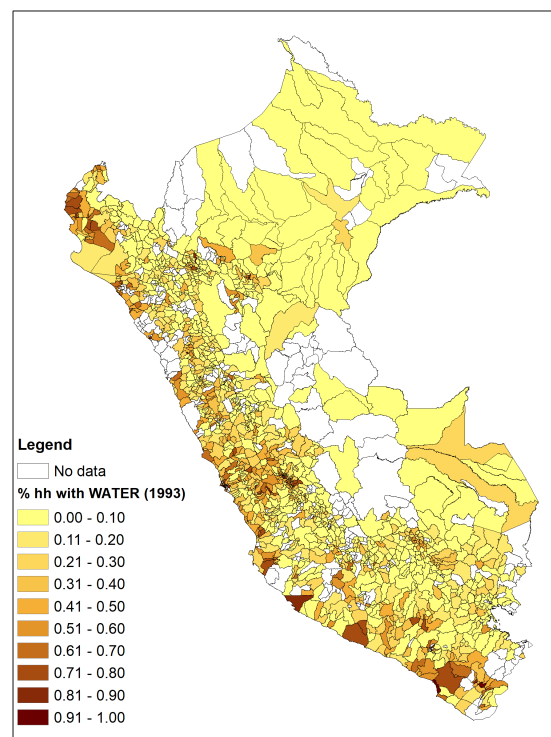 Legend
No data
% hh with WATER (1993)
0.00 - 0.10
0.11 - 0.20
0.21 - 0.30
0.31 - 0.40
0.41 - 0.50
0.51 - 0.60
0.61 - 0.70
0.71 - 0.80
0.81 - 0.90
0.91 - 1.00